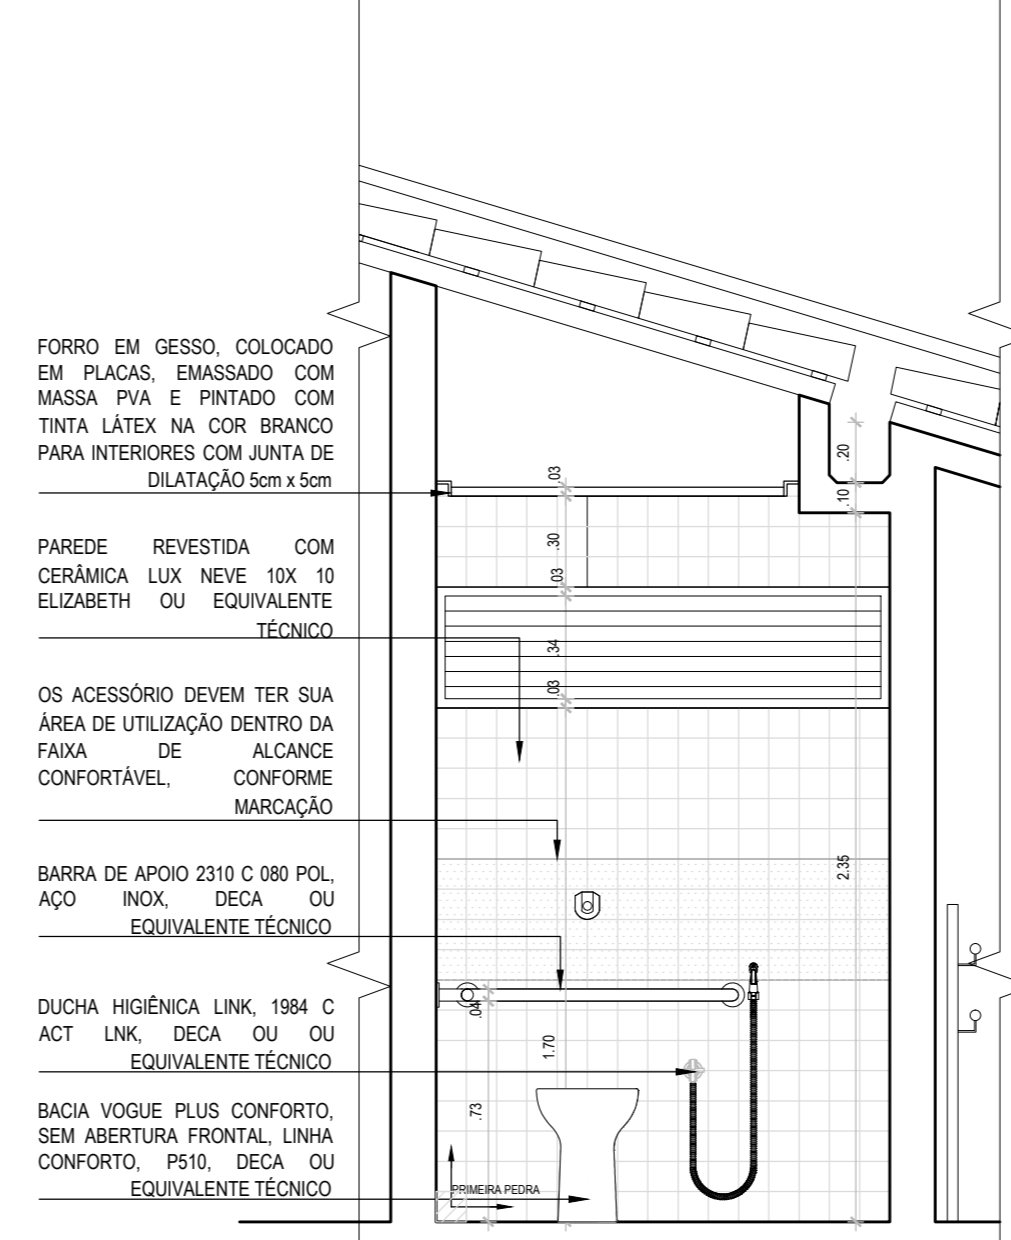 FORRO EM GESSO, COLOCADO
EM PLACAS, EMASSADO COM
MASSA PVA E PINTADO COM
TINTA LÁTEX NA COR BRANCO
PARA INTERIORES COM JUNTA DE
DILATAÇÃO 5cm x 5cm
PAREDE REVESTIDA COM
CERÂMICA LUX NEVE 10X 10
ELIZABETH OU EQUIVALENTE
TÉCNICO
OS ACESSÓRIO DEVEM TER SUA
ÁREA DE UTILIZAÇÃO DENTRO DA
FAIXA DE ALCANCE
CONFORTÁVEL, CONFORME
MARCAÇÃO
BARRA DE APOIO 2310 C 080 POL,
AÇO INOX, DECA OU
EQUIVALENTE TÉCNICO
DUCHA HIGIÊNICA LINK, 1984 C
ACT LNK, DECA OU OU
EQUIVALENTE TÉCNICO
BACIA VOGUE PLUS CONFORTO,
SEM ABERTURA FRONTAL, LINHA
CONFORTO, P510, DECA OU
EQUIVALENTE TÉCNICO
.03
.30
.03
.34
.03
1.70
.04
.73
.20
.10
2.35
PRIMEIRA PEDRA